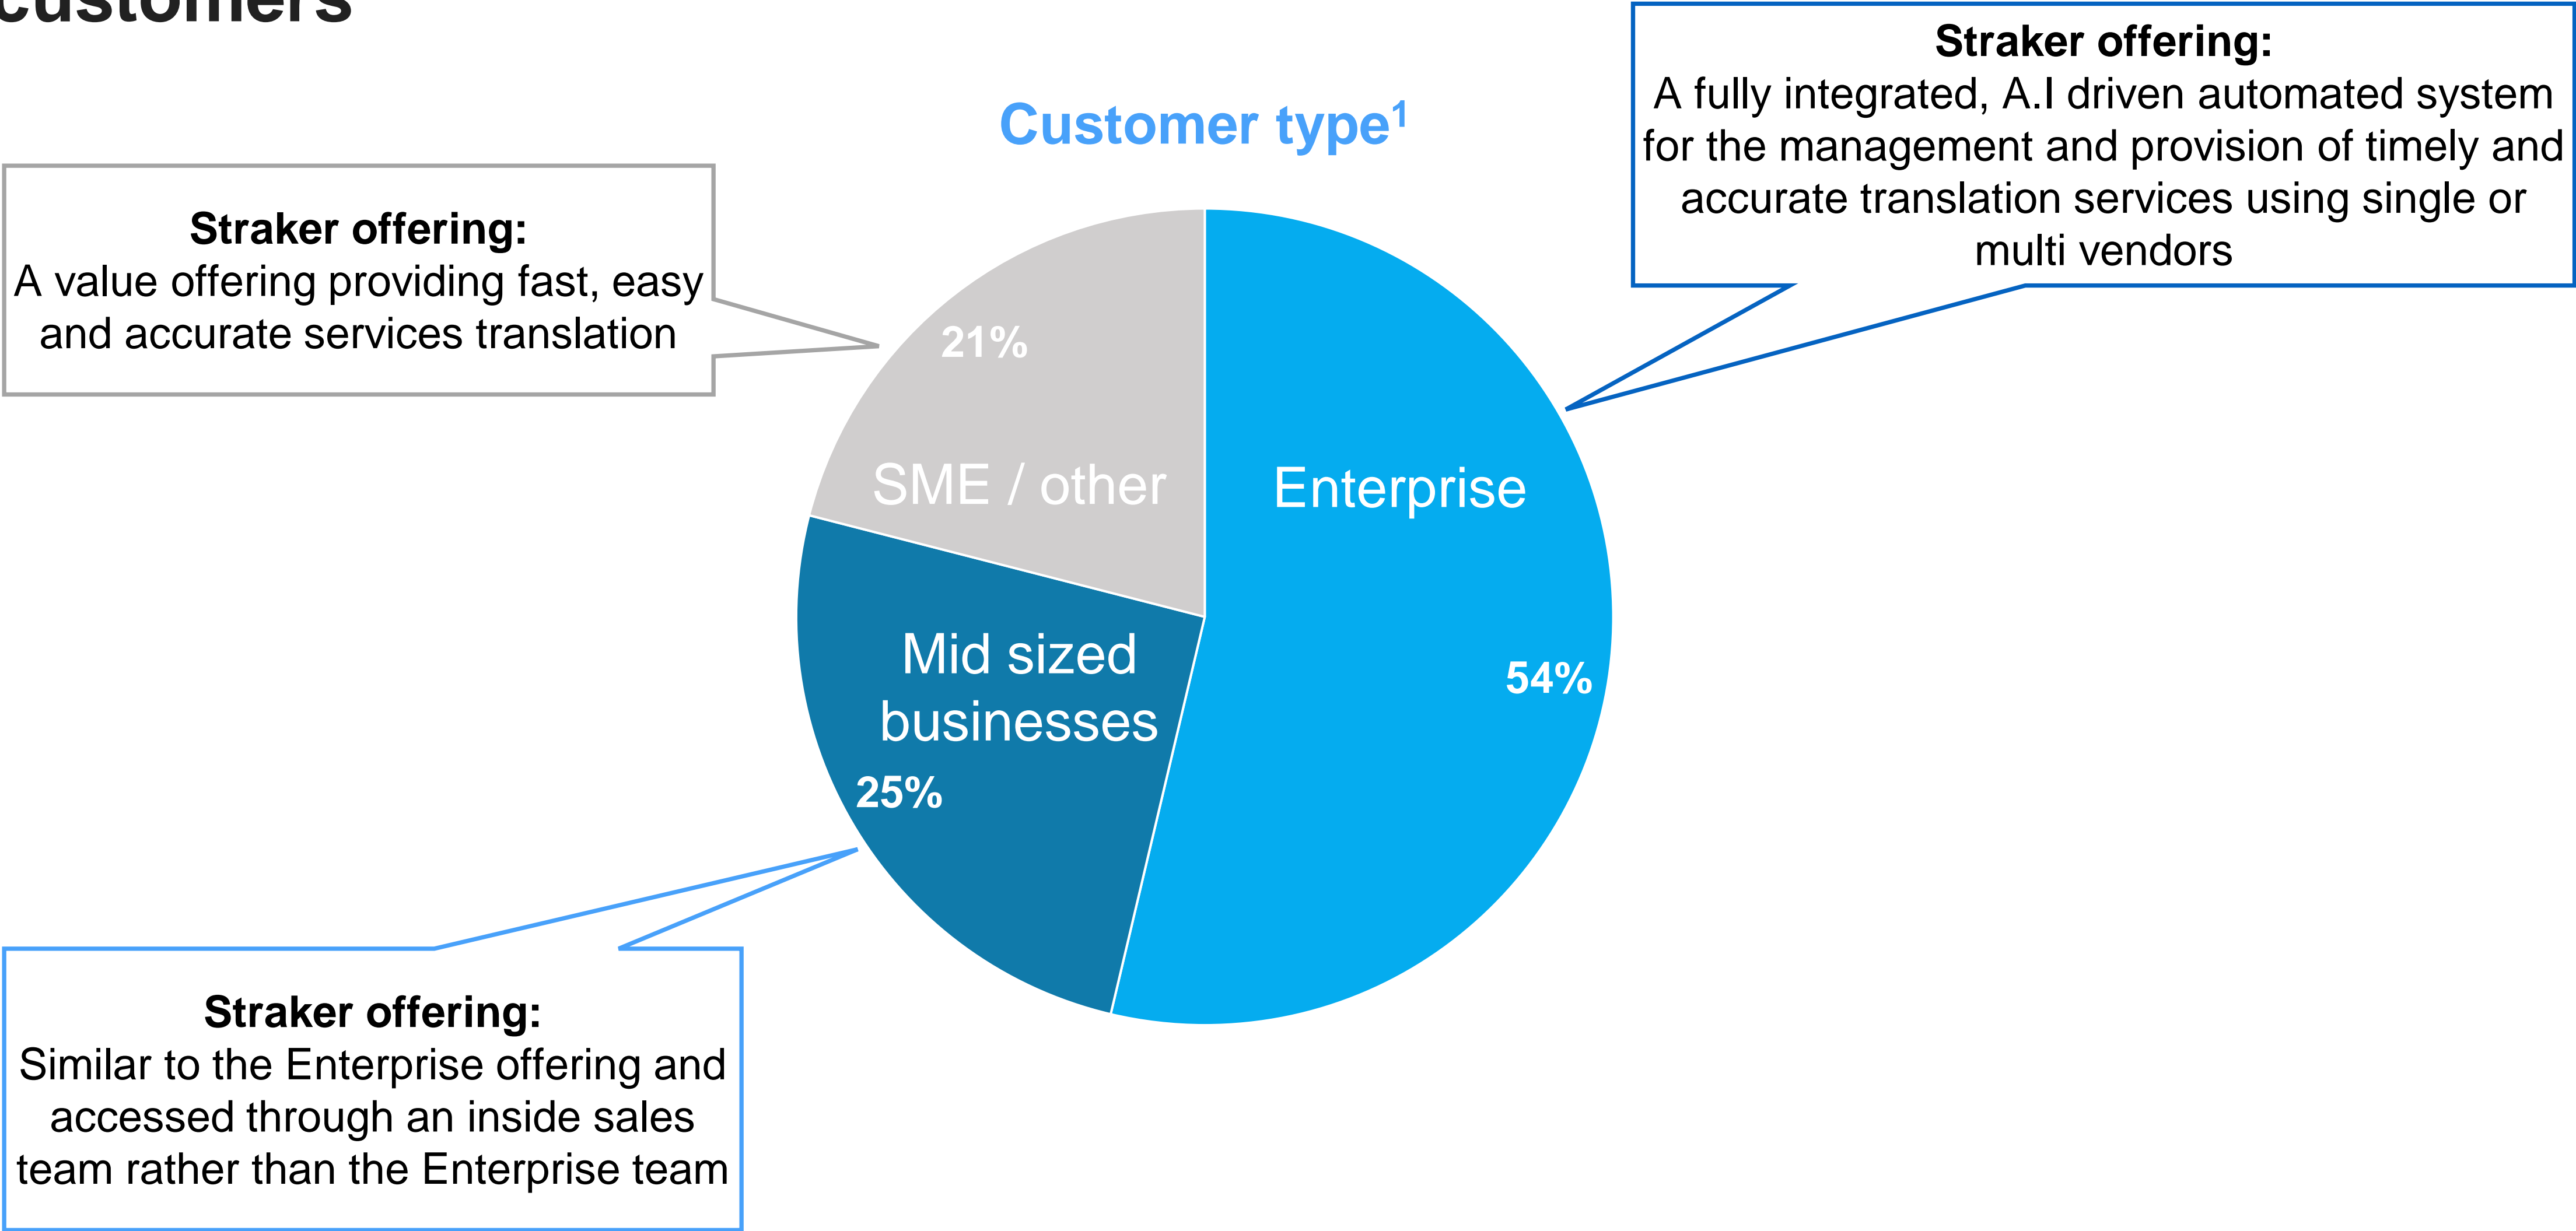 customers
Customer type¹
Straker offering:
A fully integrated, A.I driven automated system
for the management and provision of timely and
accurate translation services using single or
multi vendors
Straker offering:
A value offering providing fast, easy
and accurate services translation
21%
SME / other
Enterprise
54%
Mid sized
businesses
25%
Straker offering:
Similar to the Enterprise offering and
accessed through an inside sales
team rather than the Enterprise team